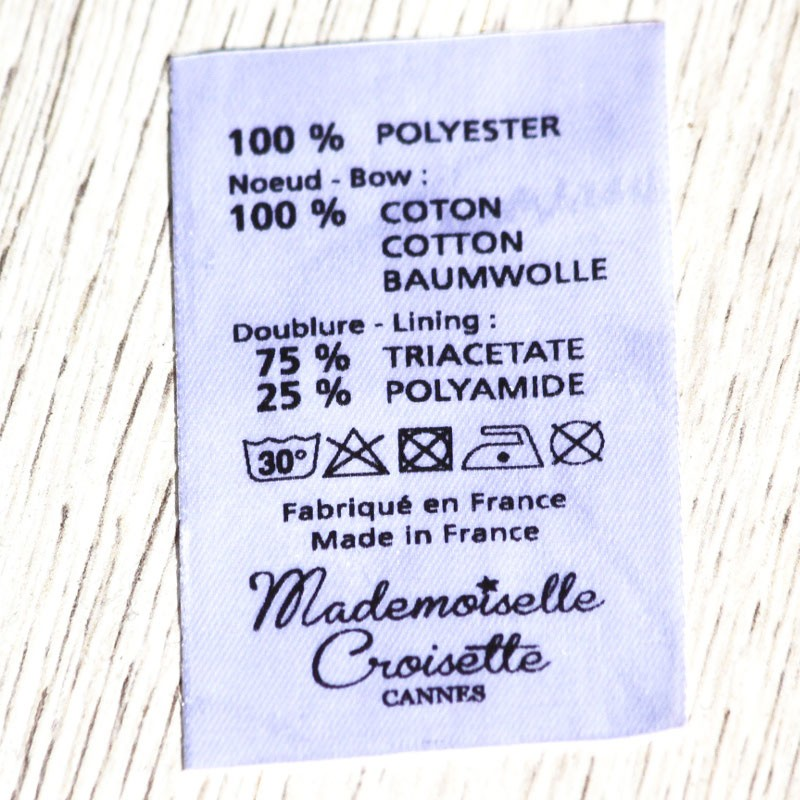 100 % POLYESTER
Noeud - Bow :
100 % COTON
COTTON
BAUMWOLLE
Doublure - Lining :
75 % TRIACETATE
25 % POLYAMIDE
30°
Fabriqué en France
Made in France
Mademoiselle
Croisette
CANNES